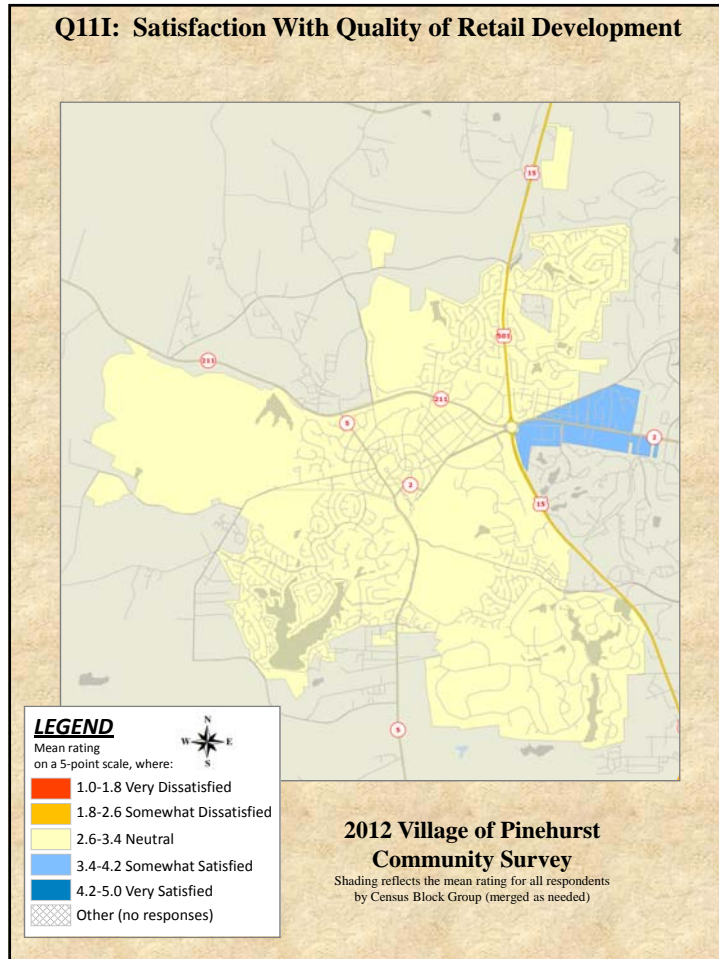 Q11I: Satisfaction With Quality of Retail Development
15
501
211
211
5
2
2
15
5
LEGEND
Mean rating
on a 5-point scale, where:
N
W E
S
1.0-1.8 Very Dissatisfied
1.8-2.6 Somewhat Dissatisfied
2.6-3.4 Neutral
3.4-4.2 Somewhat Satisfied
4.2-5.0 Very Satisfied
Other (no responses)
2012 Village of Pinehurst
Community Survey
Shading reflects the mean rating for all respondents
by Census Block Group (merged as needed)